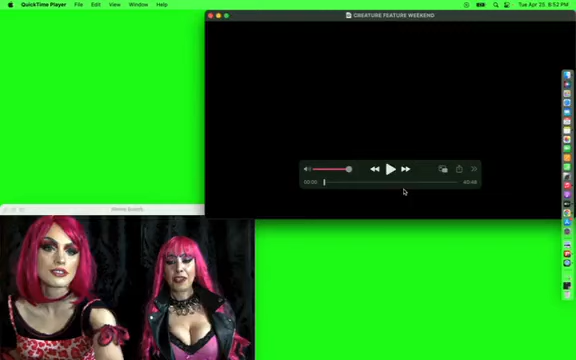 QuickTime Player File Edit View Window Help
Tue Apr 25 8:52 PM
CREATURE FEATURE WEEKEND
00:00
40:48